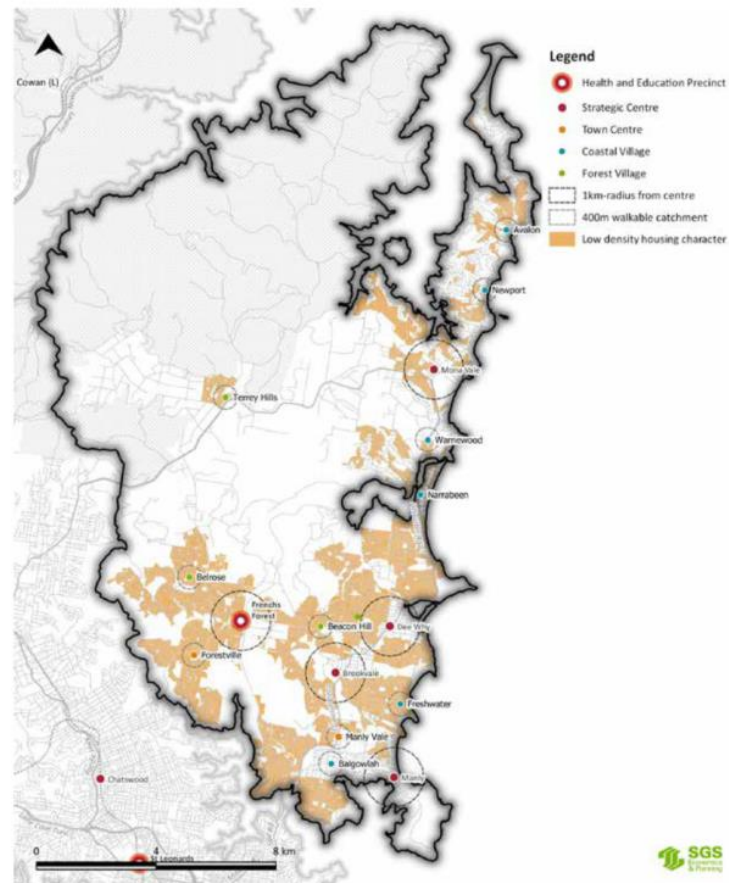 Cowan (L)
Legend
Health and Education Precinct
Strategic Centre
Town Centre
Coastal Village
Forest Village
1km-radius from centre
400m walkable catchment
Low density housing character
Avalon
Newport
Mona Vale
Terrey Hills
Warriewood
Narrabeen
Belrose
Frenchs
Forest
Beacon Hill
Dee Why
Forestville
Brookvale
Freshwater
Manly Vale
Balgowlah
Manly
Chatswood
St Leonards
0 4 8 km
SGS
Economics
& Planning